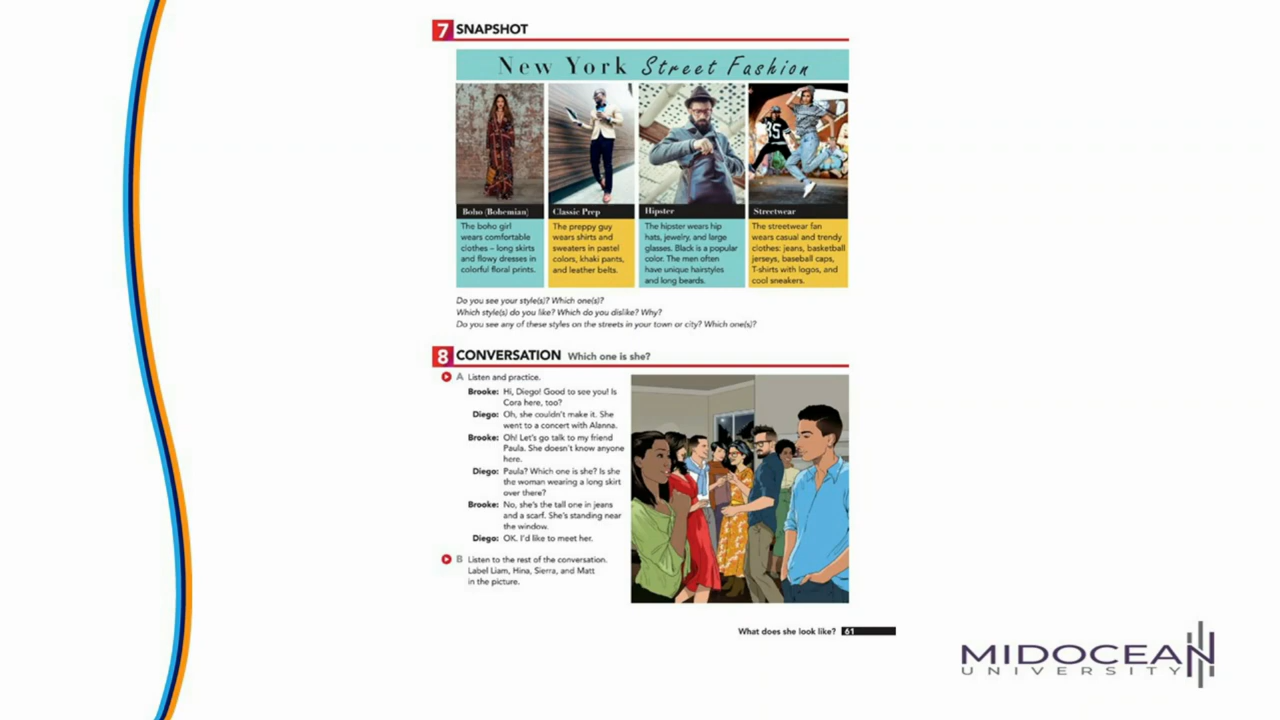 7 SNAPSHOT
New York Street Fashion
Boho (Bohemian)
The boho girl
wears comfortable
clothes – long skirts
and flowy dresses in
colorful floral prints.
Classic Prep
The preppy guy
wears shirts and
sweaters in pastel
colors, khaki pants,
and leather belts.
Hipster
The hipster wears hip
hats, jewelry, and large
glasses. Black is a popular
color. The men often
have unique hairstyles
and long beards.
Streetwear
The streetwear fan
wears casual and trendy
clothes: jeans, basketball
jerseys, baseball caps,
T-shirts with logos, and
cool sneakers.
85
Do you see your style(s)? Which one(s)?
Which style(s) do you like? Which do you dislike? Why?
Do you see any of these styles on the streets in your town or city? Which one(s)?
8 CONVERSATION Which one is she?
A Listen and practice.
Brooke: Hi, Diego! Good to see you! Is
Cora here, too?
Diego: Oh, she couldn't make it. She
went to a concert with Alanna.
Brooke: Oh! Let's go talk to my friend
Paula. She doesn't know anyone
here.
Diego: Paula? Which one is she? Is she
the woman wearing a long skirt
over there?
Brooke: No, she's the tall one in jeans
and a scarf. She's standing near
the window.
Diego: OK. I'd like to meet her.
B Listen to the rest of the conversation.
Label Liam, Hina, Sierra, and Matt
in the picture.
What does she look like? 61
MIDOCEAN
UNIVERSITY